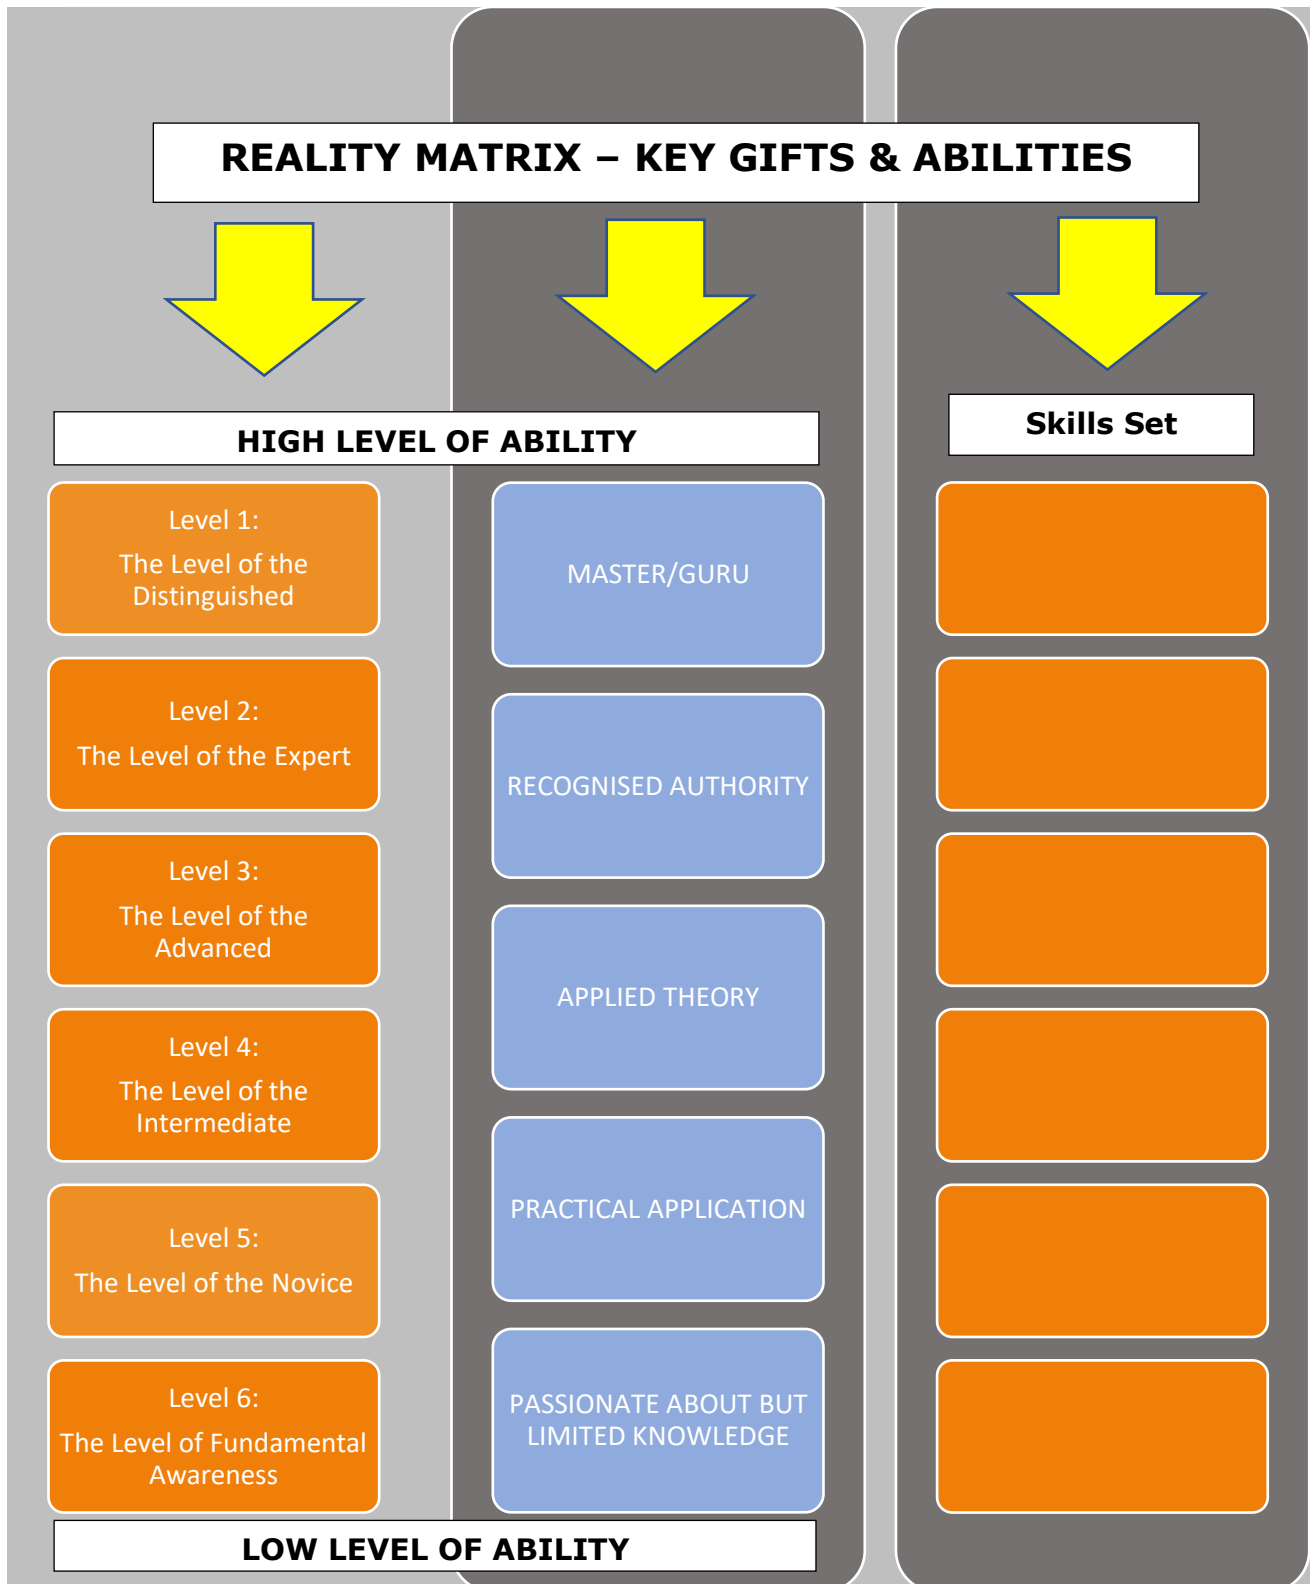 REALITY MATRIX – KEY GIFTS & ABILITIES
HIGH LEVEL OF ABILITY
Skills Set
Level 1:
The Level of the
Distinguished
Level 2:
The Level of the Expert
Level 3:
The Level of the
Advanced
Level 4:
The Level of the
Intermediate
Level 5:
The Level of the Novice
Level 6:
The Level of Fundamental
Awareness
MASTER/GURU
RECOGNISED AUTHORITY
APPLIED THEORY
PRACTICAL APPLICATION
PASSIONATE ABOUT BUT
LIMITED KNOWLEDGE
LOW LEVEL OF ABILITY